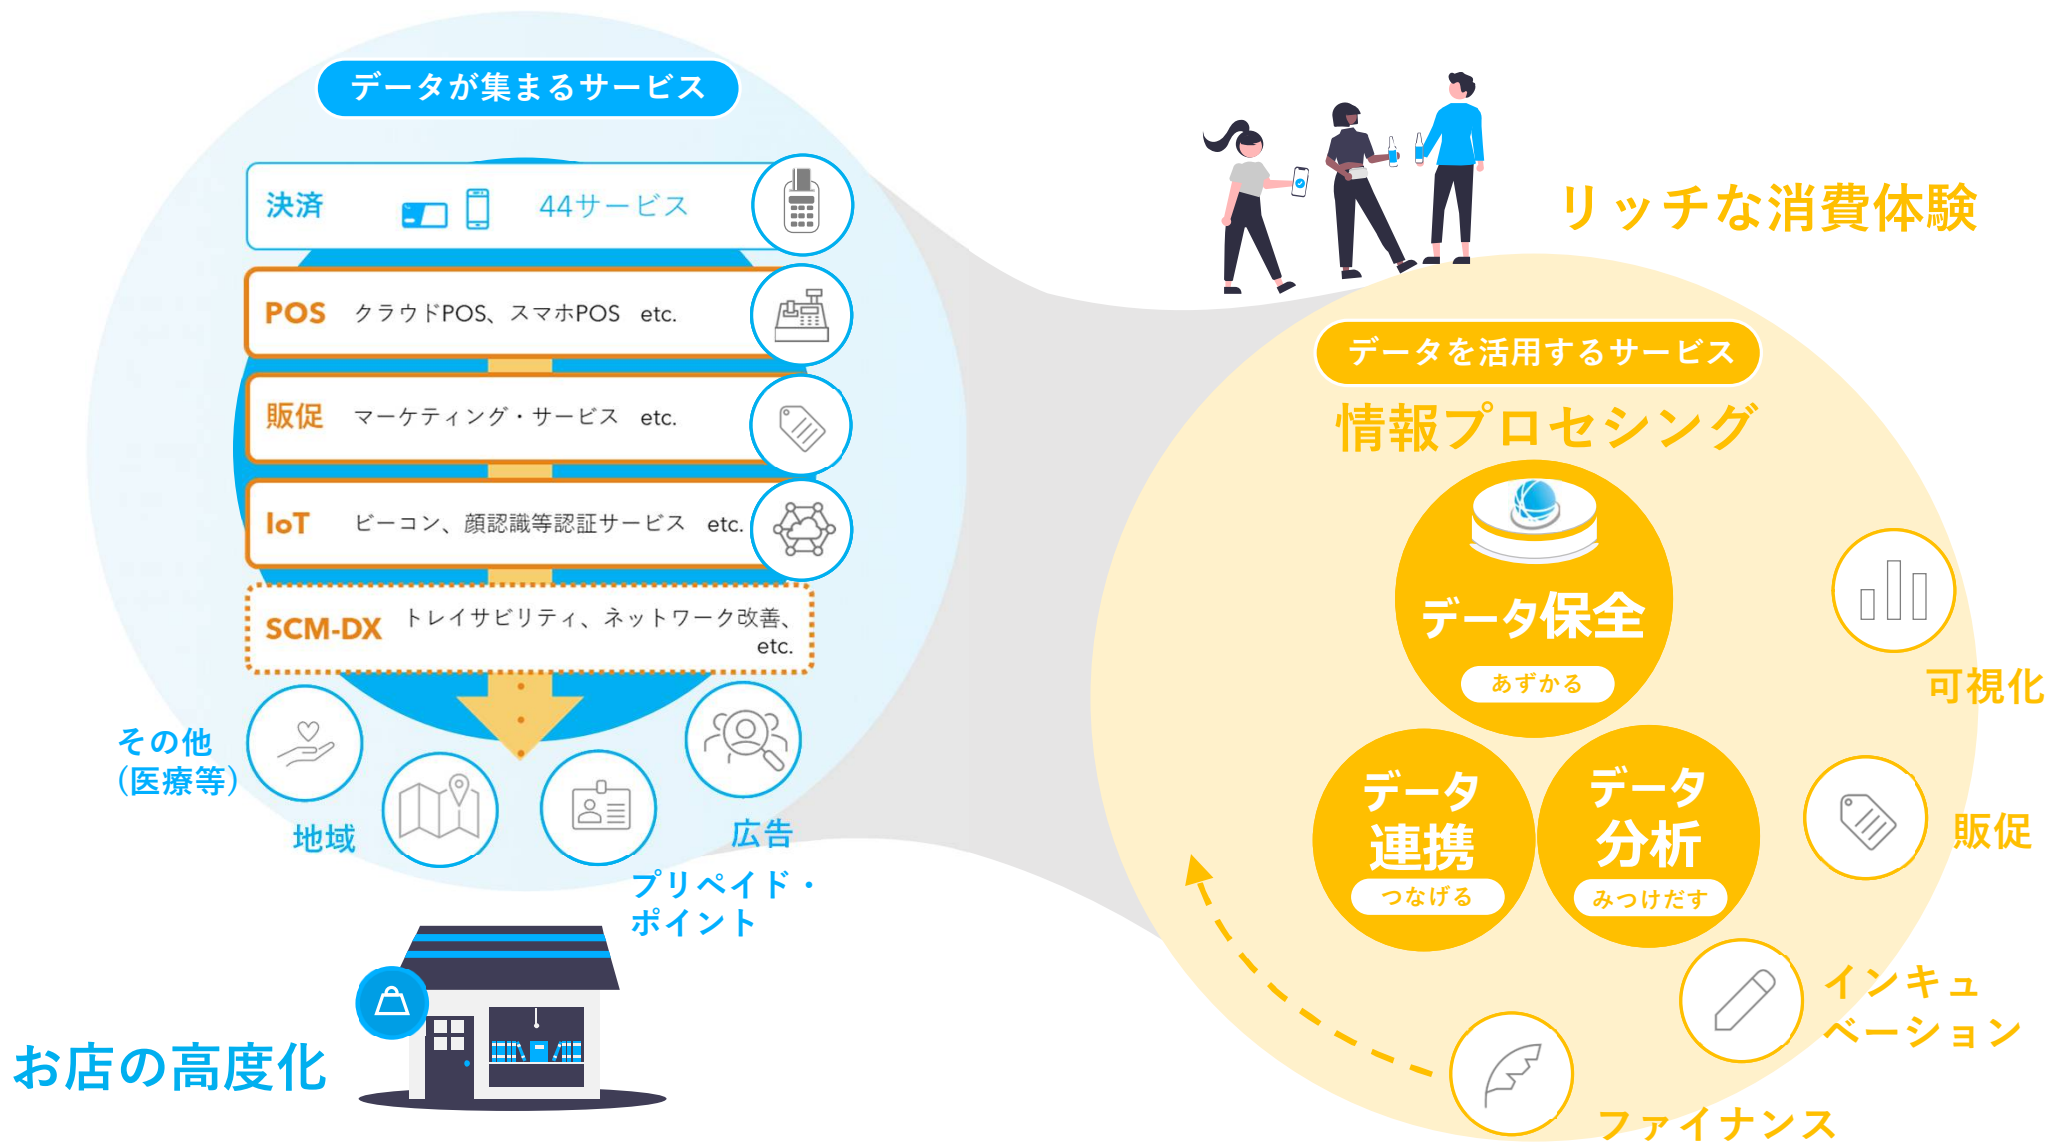 データが集まるサービス
決済 44サービス
POS クラウドPOS、スマホPOS etc.
販促 マーケティング・サービス etc.
IoT ビーコン、顔認識等認証サービス etc.
SCM-DX トレイサビリティ、ネットワーク改善、
etc.
その他
(医療等)
地域
広告
プリペイド・
ポイント
お店の高度化
リッチな消費体験
データを活用するサービス
情報プロセシング
データ保全
あずかる
データ
連携
つなげる
データ
分析
みつけだす
可視化
販促
インキュ
ベーション
ファイナンス